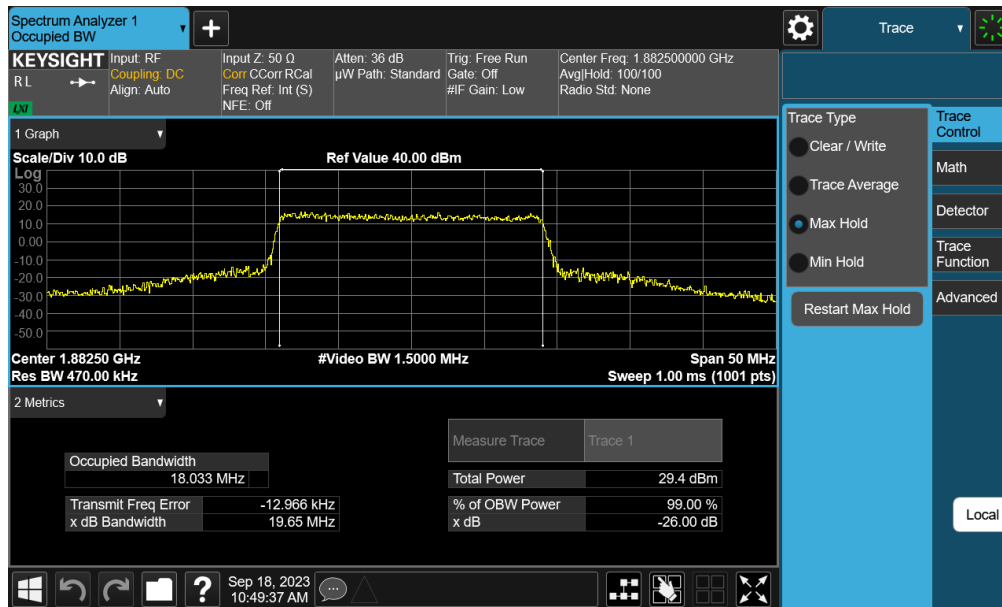 Spectrum Analyzer 1
Occupied BW
+
Trace
KEYSIGHT
RL
LXI
Input: RF
Coupling: DC
Align: Auto
Input Z: 50 Ω
Corr CCorr RCal
Freq Ref: Int (S)
NFE: Off
Atten: 36 dB
µW Path: Standard
Trig: Free Run
Gate: Off
#IF Gain: Low
Center Freq: 1.882500000 GHz
Avg|Hold: 100/100
Radio Std: None
1 Graph
Scale/Div 10.0 dB
Ref Value 40.00 dBm
Log
30.0
20.0
10.0
0.00
-10.0
-20.0
-30.0
-40.0
-50.0
Center 1.88250 GHz
#Video BW 1.5000 MHz
Span 50 MHz
Res BW 470.00 kHz
Sweep 1.00 ms (1001 pts)
2 Metrics
Measure Trace
Trace 1
Occupied Bandwidth
18.033 MHz
Total Power
29.4 dBm
Transmit Freq Error
-12.966 kHz
% of OBW Power
99.00 %
x dB Bandwidth
19.65 MHz
x dB
-26.00 dB
Trace Type
Clear / Write
Trace Average
Max Hold
Min Hold
Restart Max Hold
Trace
Control
Math
Detector
Trace
Function
Advanced
Local
?
Sep 18, 2023
10:49:37 AM